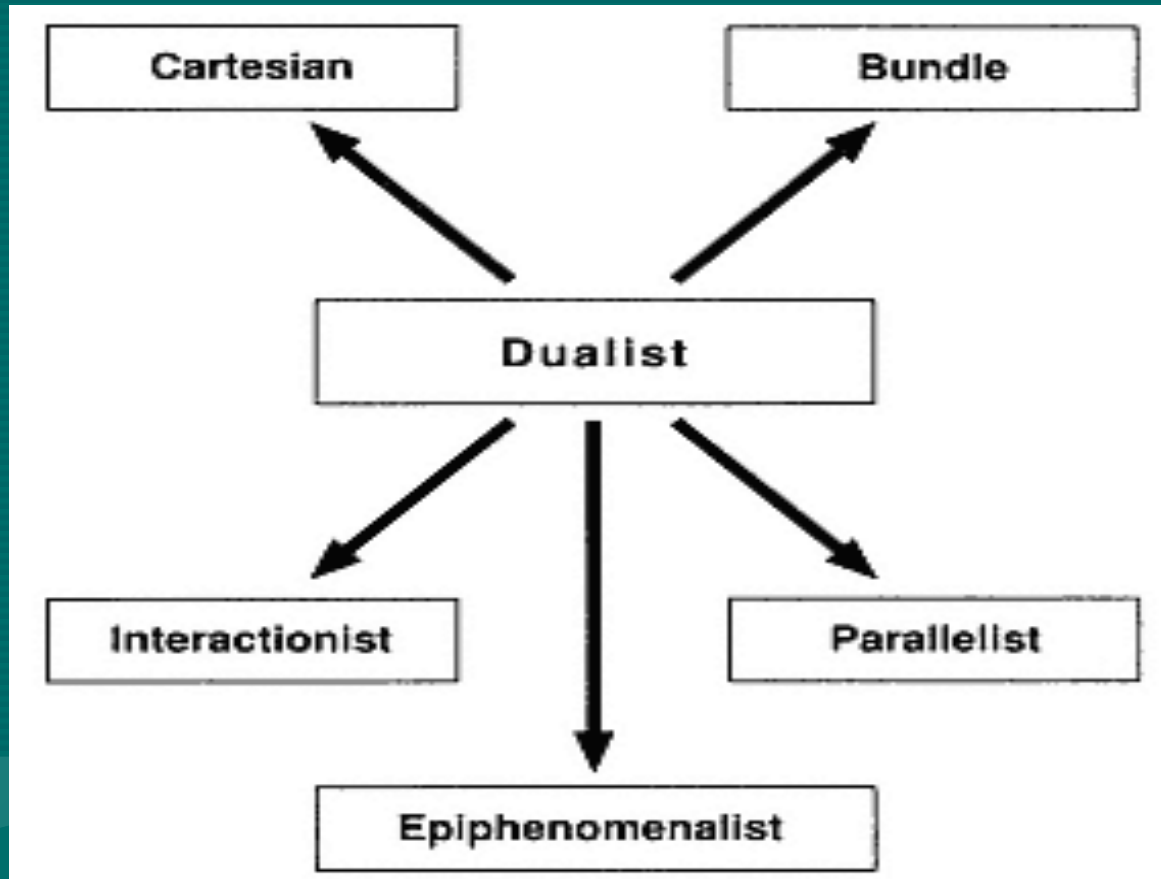 Cartesian
Bundle
Dualist
Interactionist
Parallelist
Epiphenomenalist